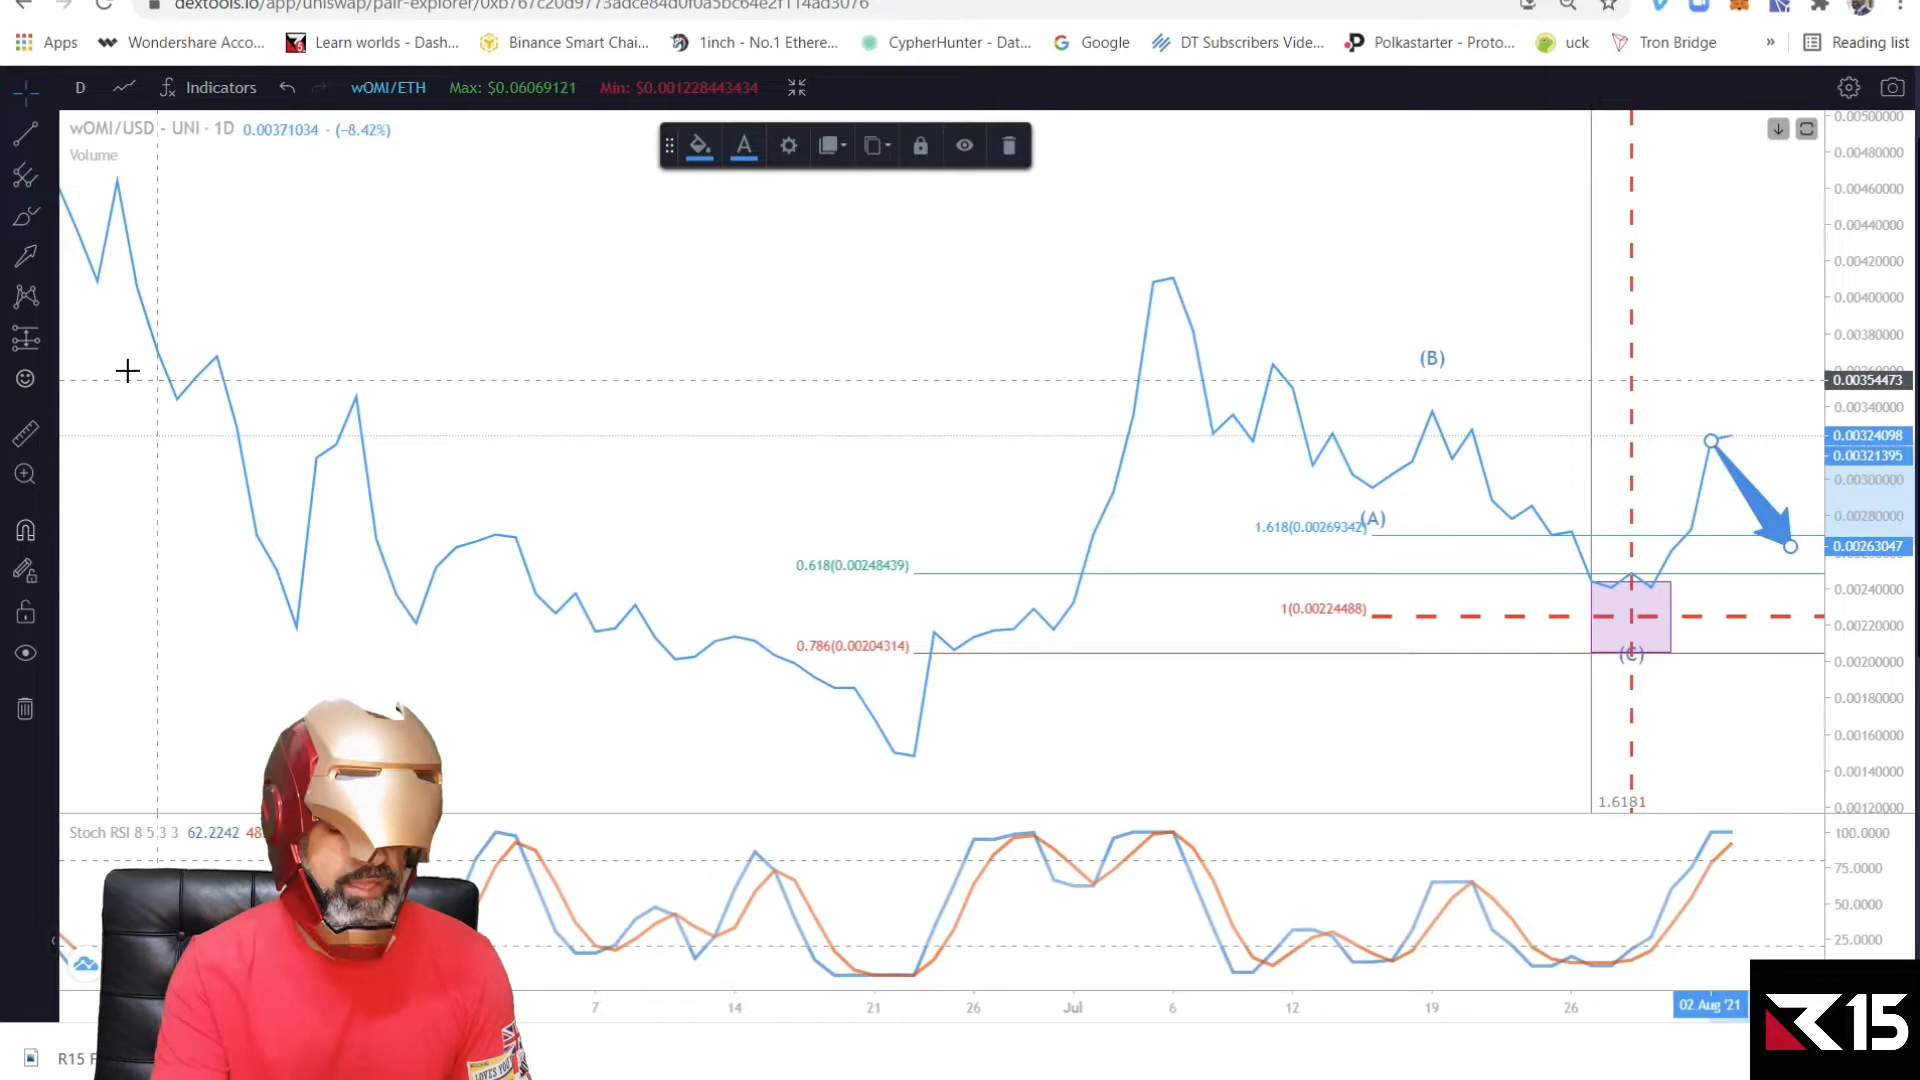 dextools.io/app/uniswap/pair-explorer/0xb767c20d9773adce84d0f0a5bc64e2f114ad3076
Apps Wondershare Acco... Learn worlds - Dash... Binance Smart Chai... 1inch - No.1 Ethere... CypherHunter - Dat... Google DT Subscribers Vide... Polkastarter - Proto... uck Tron Bridge » Reading list
D Indicators wOMI/ETH Max: $0.06069121 Min: $0.001228443434
wOMI/USD - UNI · 1D 0.00371034 - (−8.42%)
Volume
0.00500000
0.00480000
0.00460000
0.00440000
0.00420000
0.00400000
0.00380000
(B)
0.00354473
0.00340000
0.00324098
0.00321395
0.00300000
0.00280000
(A)
1.618(0.00269342)
0.00263047
0.618(0.00248439)
0.00240000
1(0.00224488)
0.00220000
0.786(0.00204314)
(C)
0.00200000
0.00180000
0.00160000
0.00140000
1.6181
0.00120000
Stoch RSI 8 5 3 3 62.2242 48
100.0000
75.0000
50.0000
25.0000
7 14 21 26 Jul 6 12 19 26 02 Aug '21
R15
R15
LOVES YOU